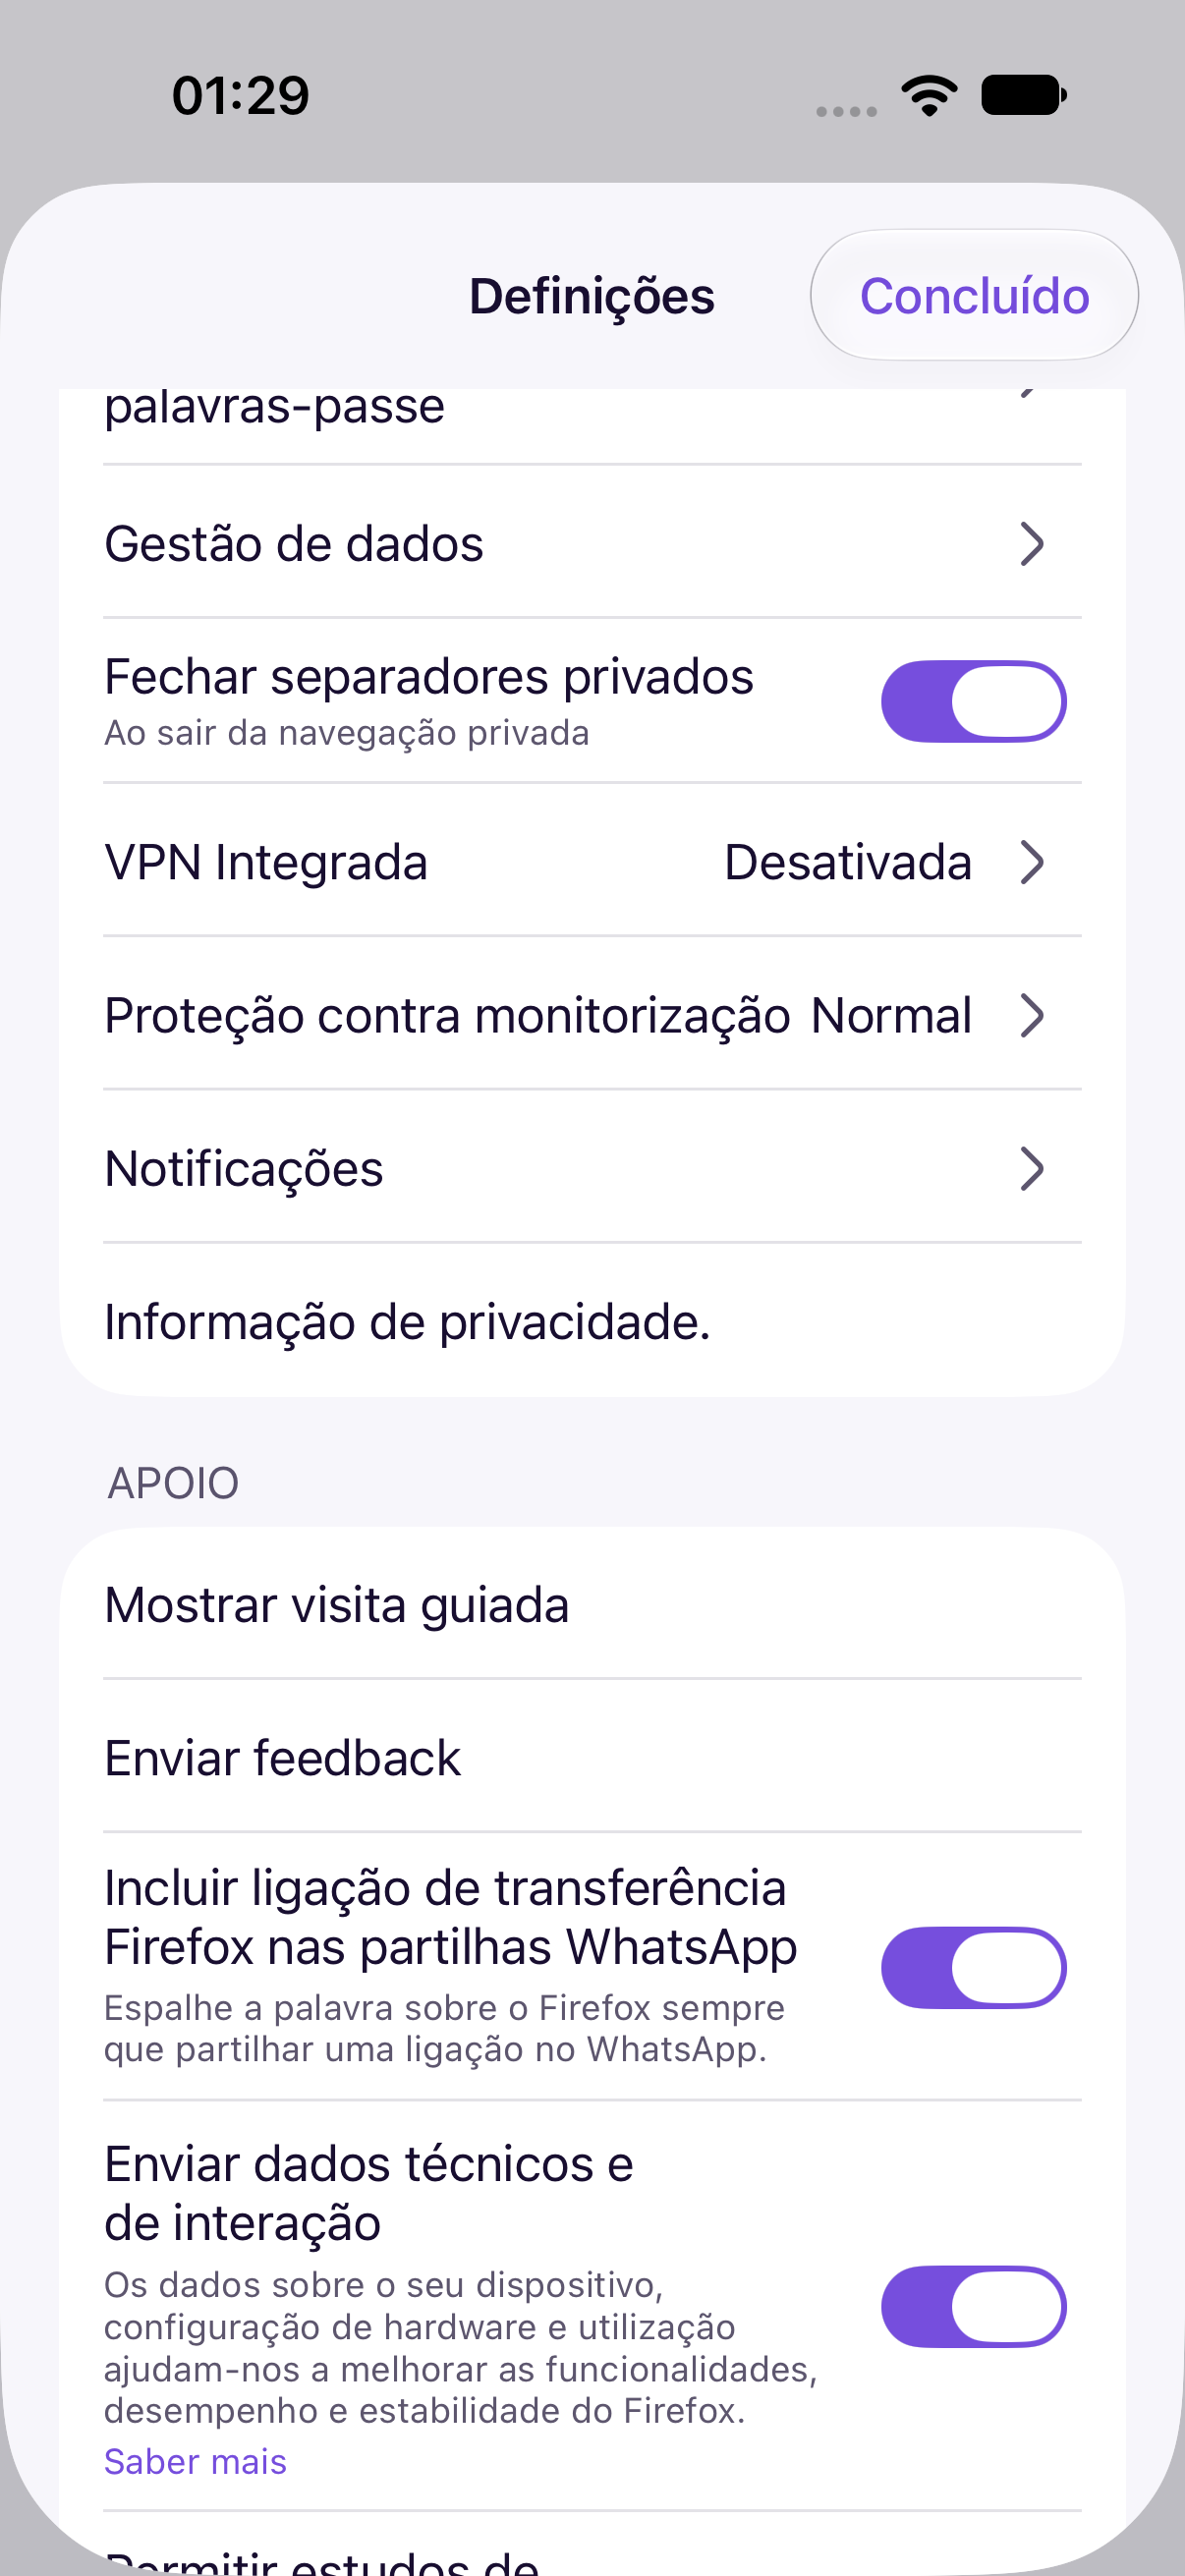 01:29
Definições
Concluído
palavras-passe
Gestão de dados
Fechar separadores privados
Ao sair da navegação privada
VPN Integrada Desativada
Proteção contra monitorização Normal
Notificações
Informação de privacidade.
APOIO
Mostrar visita guiada
Enviar feedback
Incluir ligação de transferência
Firefox nas partilhas WhatsApp
Espalhe a palavra sobre o Firefox sempre
que partilhar uma ligação no WhatsApp.
Enviar dados técnicos e
de interação
Os dados sobre o seu dispositivo,
configuração de hardware e utilização
ajudam-nos a melhorar as funcionalidades,
desempenho e estabilidade do Firefox.
Saber mais
Permitir estudos de